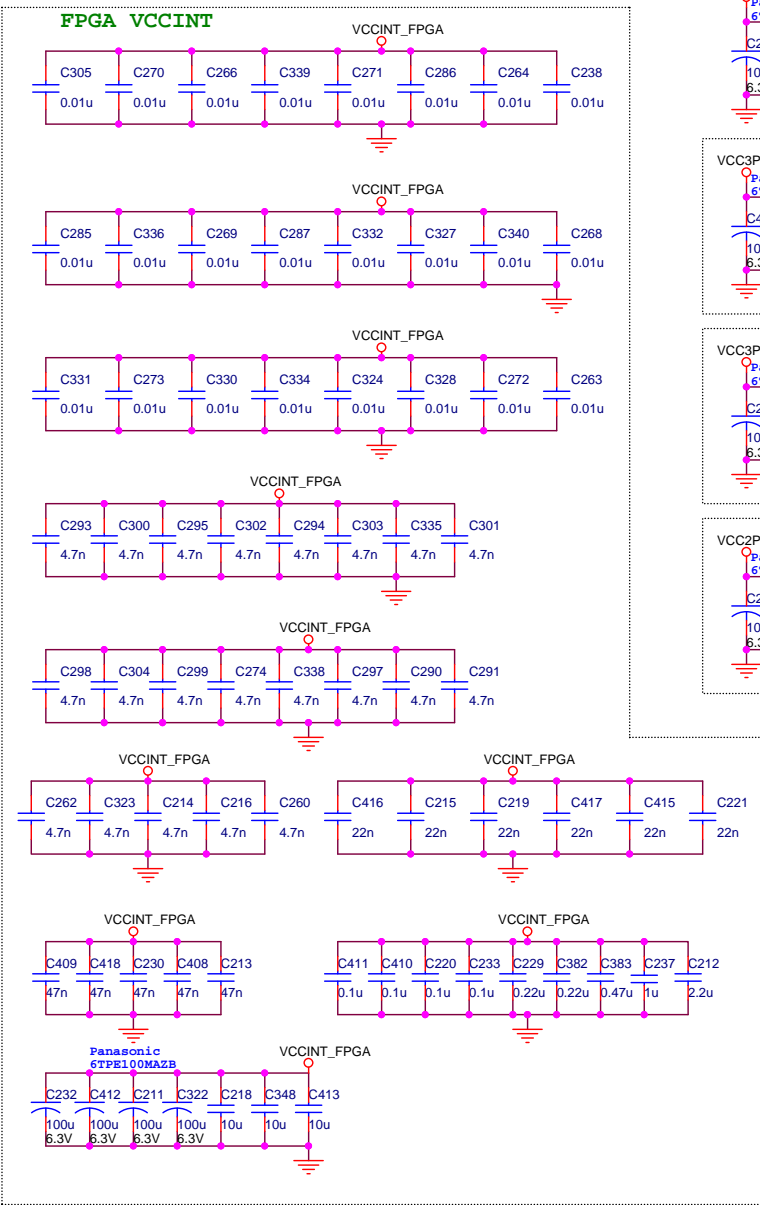 FPGA VCCINT
VCCINT_FPGA
C305 C270 C266 C339 C271 C286 C264 C238
0.01u 0.01u 0.01u 0.01u 0.01u 0.01u 0.01u 0.01u
VCCINT_FPGA
C285 C336 C269 C287 C332 C327 C340 C268
0.01u 0.01u 0.01u 0.01u 0.01u 0.01u 0.01u 0.01u
VCCINT_FPGA
C331 C273 C330 C334 C324 C328 C272 C263
0.01u 0.01u 0.01u 0.01u 0.01u 0.01u 0.01u 0.01u
VCCINT_FPGA
C293 C300 C295 C302 C294 C303 C335 C301
4.7n 4.7n 4.7n 4.7n 4.7n 4.7n 4.7n 4.7n
VCCINT_FPGA
C298 C304 C299 C274 C338 C297 C290 C291
4.7n 4.7n 4.7n 4.7n 4.7n 4.7n 4.7n 4.7n
VCCINT_FPGA
C262 C323 C214 C216 C260
4.7n 4.7n 4.7n 4.7n 4.7n
VCCINT_FPGA
C416 C215 C219 C417 C415 C221
22n 22n 22n 22n 22n 22n
VCCINT_FPGA
C409 C418 C230 C408 C213
47n 47n 47n 47n 47n
VCCINT_FPGA
C411 C410 C220 C233 C229 C382 C383 C237 C212
0.1u 0.1u 0.1u 0.1u 0.22u 0.22u 0.47u 1u 2.2u
Panasonic
6TPE100MAZB
VCCINT_FPGA
C232 C412 C211 C322 C218 C348 C413
100u 100u 100u 100u 10u 10u 10u
6.3V 6.3V 6.3V 6.3V
VCC3P
VCC3P
VCC2P